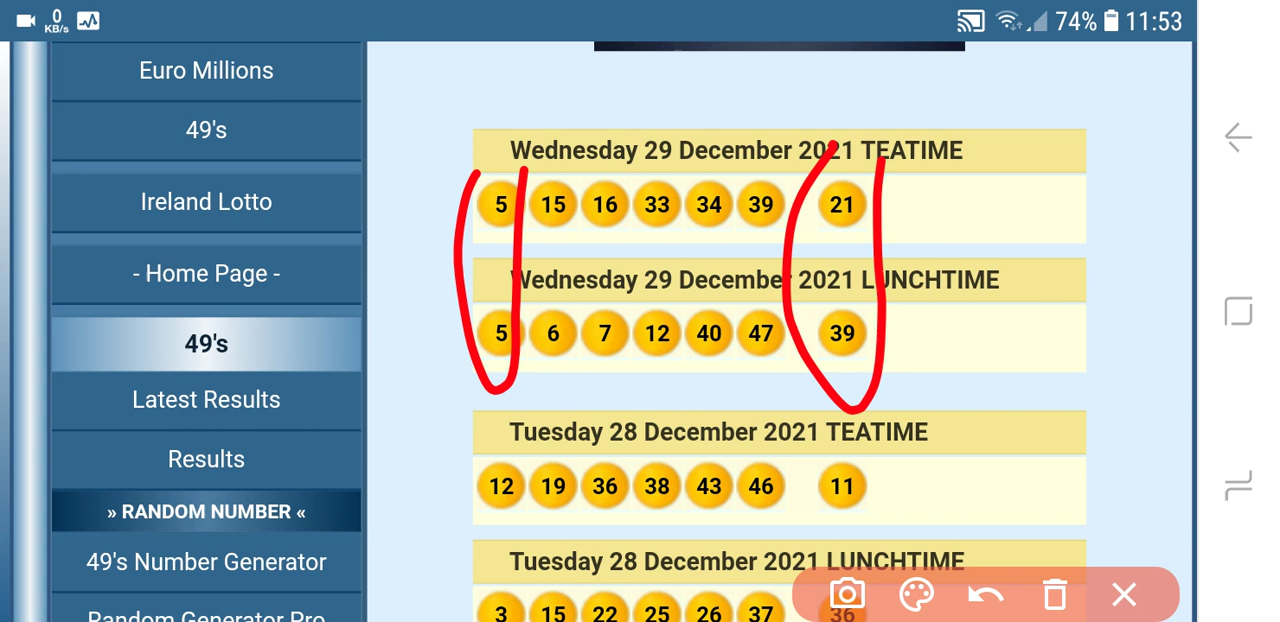 0 KB/s 74% 11:53
Euro Millions
49's
Ireland Lotto
- Home Page -
49's
Latest Results
Results
» RANDOM NUMBER «
49's Number Generator
Random Generator Pro
Wednesday 29 December 2021 TEATIME
5 15 16 33 34 39 21
Wednesday 29 December 2021 LUNCHTIME
5 6 7 12 40 47 39
Tuesday 28 December 2021 TEATIME
12 19 36 38 43 46 11
Tuesday 28 December 2021 LUNCHTIME
3 15 22 25 26 37 36